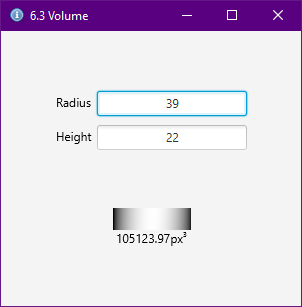 6.3 Volume
Radius 39
Height 22
105123.97px³